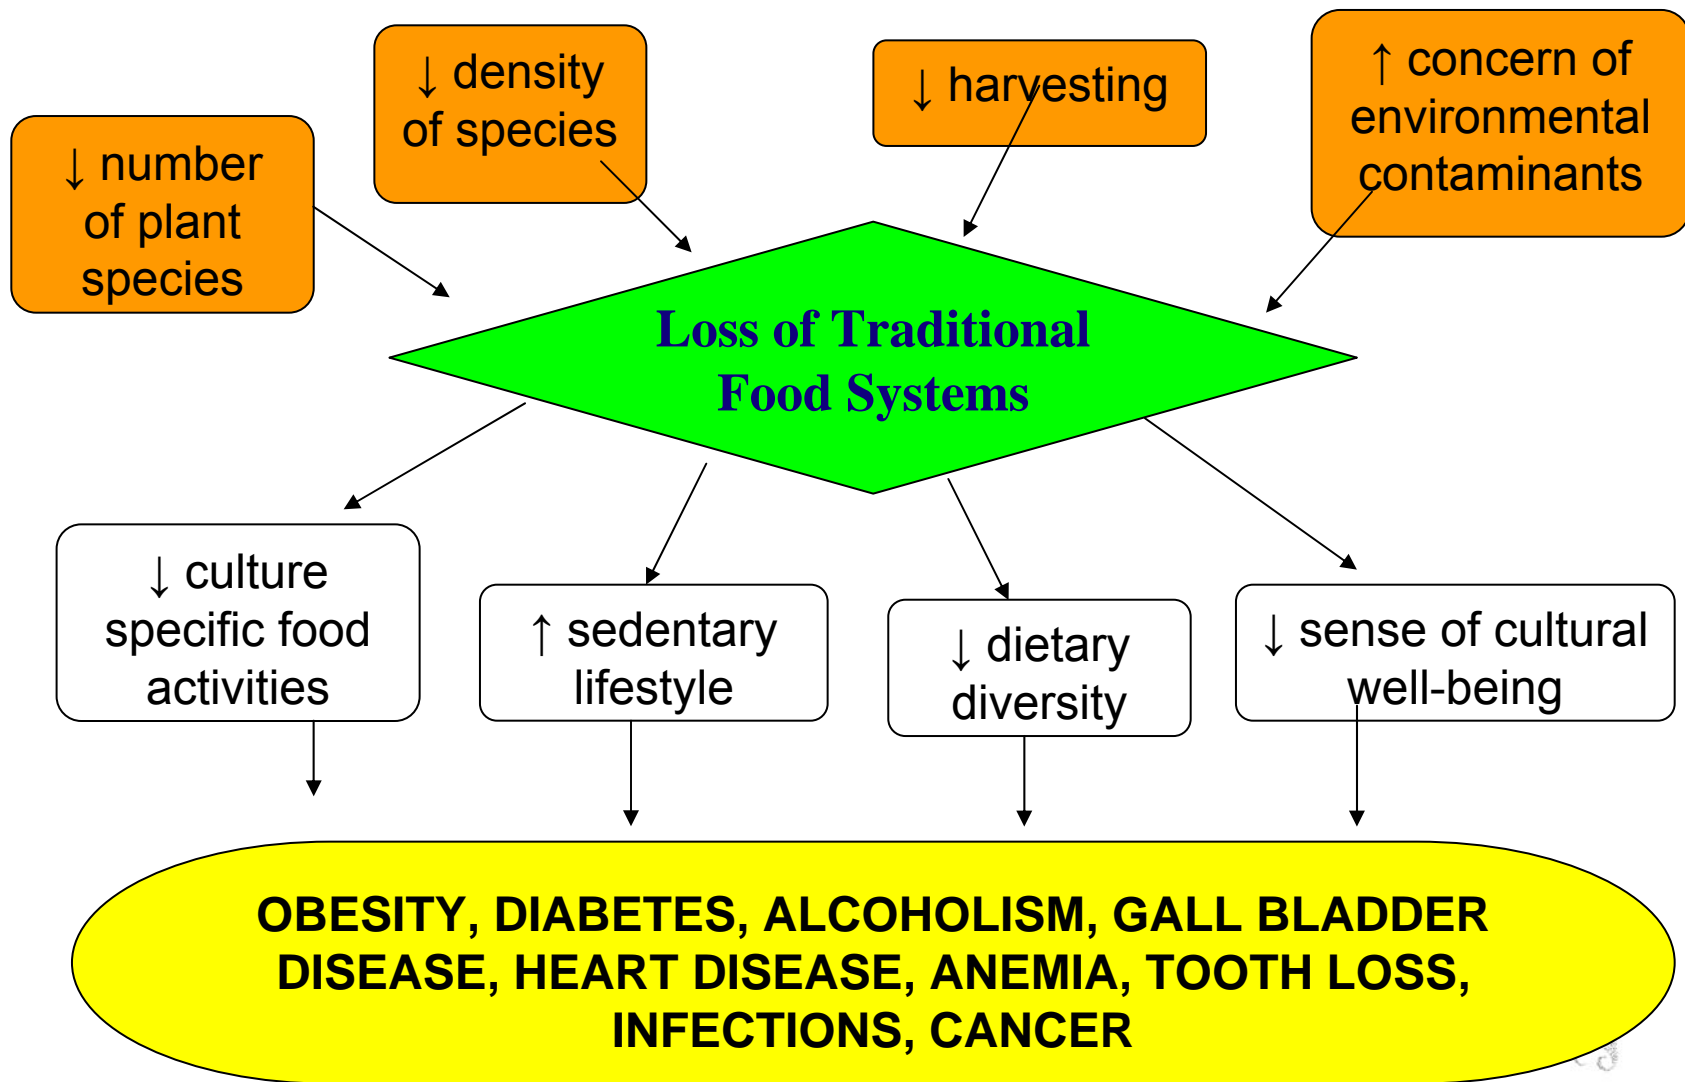 ↓ number
of plant
species
↓ density
of species
↓ harvesting
↑ concern of
environmental
contaminants
Loss of Traditional
Food Systems
↓ culture
specific food
activities
↑ sedentary
lifestyle
↓ dietary
diversity
↓ sense of cultural
well-being
OBESITY, DIABETES, ALCOHOLISM, GALL BLADDER
DISEASE, HEART DISEASE, ANEMIA, TOOTH LOSS,
INFECTIONS, CANCER